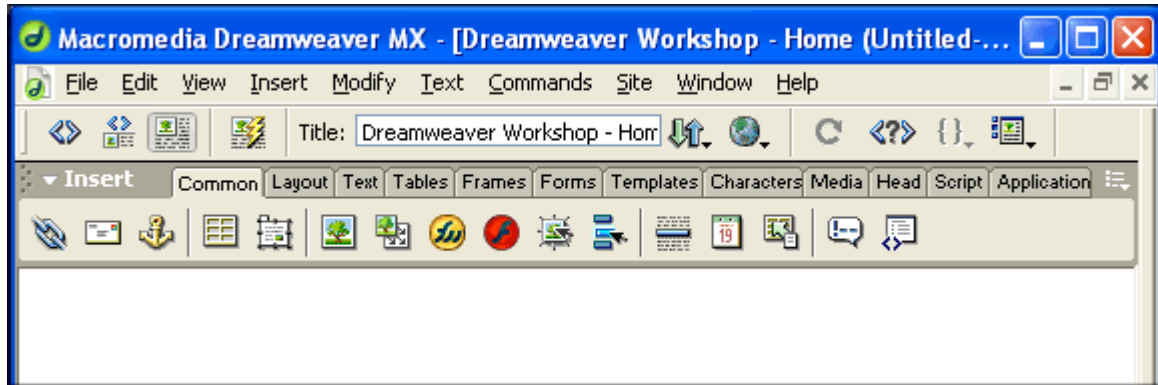 Macromedia Dreamweaver MX - [Dreamweaver Workshop - Home (Untitled-...
File Edit View Insert Modify Text Commands Site Window Help
Title: Dreamweaver Workshop - Hom
Insert Common Layout Text Tables Frames Forms Templates Characters Media Head Script Application
19